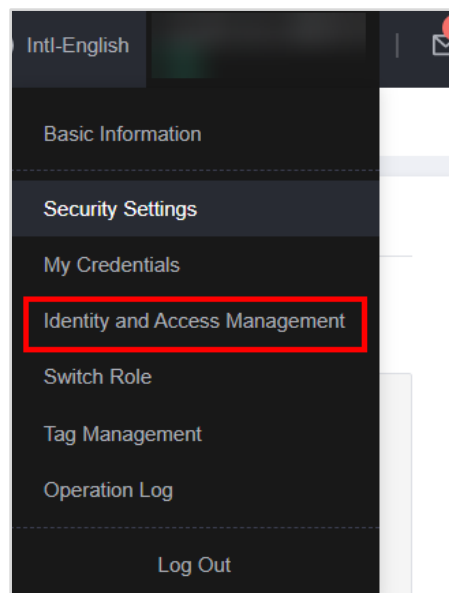 Intl-English
Basic Information
Security Settings
My Credentials
Identity and Access Management
Switch Role
Tag Management
Operation Log
Log Out